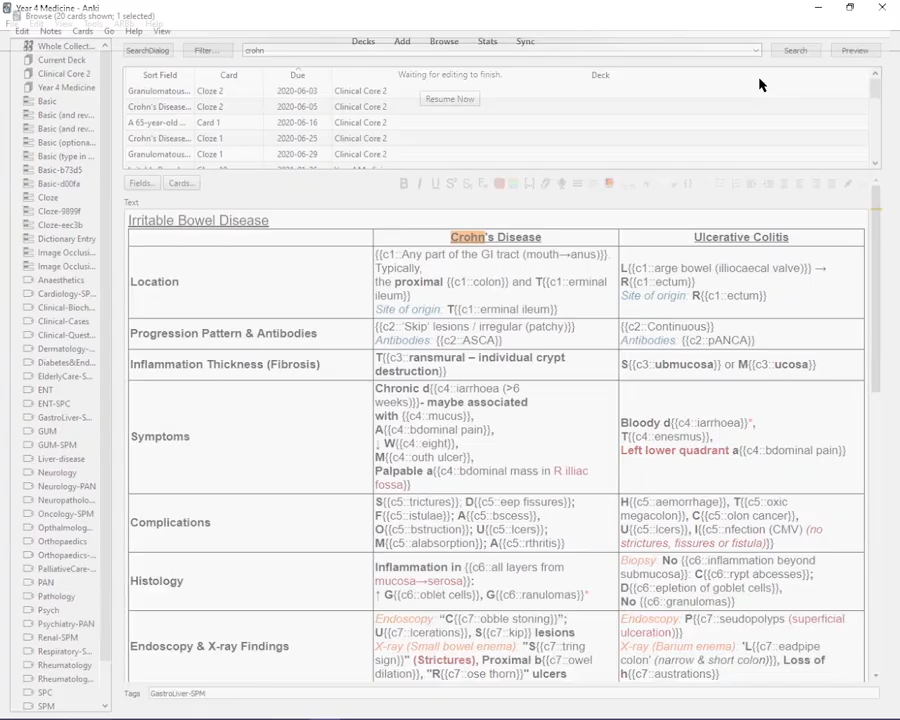 Year 4 Medicine - Anki
Browse (20 cards shown; 1 selected)
File Edit View Tools Help
Edit Notes Cards Go Help View
Decks Add Browse Stats Sync
SearchDialog Filter... crohn Search Preview
Sort Field Card Due Deck
Waiting for editing to finish.
Resume Now
Granulomatous... Cloze 2 2020-06-03 Clinical Core 2
Crohn's Disease... Cloze 2 2020-06-05 Clinical Core 2
A 65-year-old ... Card 1 2020-06-16 Clinical Core 2
Crohn's Disease... Cloze 1 2020-06-25 Clinical Core 2
Granulomatous... Cloze 1 2020-06-29 Clinical Core 2
Whole Collect...
Current Deck
Clinical Core 2
Year 4 Medicine
Basic
Basic (and rev...
Basic (and rev...
Basic (optiona...
Basic (type in ...
Basic-b73d5
Basic-d00fa
Cloze
Cloze-9899f
Cloze-eec3b
Dictionary Entry
Image Occlusi...
Image Occlusi...
Anaesthetics
Cardiology-SP...
Clinical-Bioch...
Clinical-Cases
Clinical-Quest...
Dermatology-...
Diabetes&End...
ElderlyCare-S...
ENT
ENT-SPC
GastroLiver-S...
GUM
GUM-SPM
Liver-disease
Neurology
Neurology-PAN
Neuropatholo...
Oncology-SPM
Opthalmolog...
Orthopaedics
Orthopaedics-...
PalliativeCare-...
PAN
Pathology
Psych
Psychiatry-PAN
Renal-SPM
Respiratory-S...
Rheumatology
Rheumatolog...
SPC
SPM
Fields... Cards...
Text
Irritable Bowel Disease
Crohn's Disease Ulcerative Colitis
Location
{{c1::Any part of the GI tract (mouth→anus)}}.
Typically,
the proximal {{c1::colon}} and T{{c1::erminal
ileum}}
Site of origin: T{{c1::erminal ileum}}
L{{c1::arge bowel (illiocaecal valve)}} →
R{{c1::ectum}}
Site of origin: R{{c1::ectum}}
Progression Pattern & Antibodies
{{c2::'Skip' lesions / irregular (patchy)}}
Antibodies: {{c2::ASCA}}
{{c2::Continuous}}
Antibodies: {{c2::pANCA}}
Inflammation Thickness (Fibrosis)
T{{c3::ransmural – individual crypt
destruction}}
S{{c3::ubmucosa}} or M{{c3::ucosa}}
Symptoms
Chronic d{{c4::iarrhoea (>6
weeks)}}- maybe associated
with {{c4::mucus}},
A{{c4::bdominal pain}},
↓ W{{c4::eight}},
M{{c4::outh ulcer}},
Palpable a{{c4::bdominal mass in R illiac
fossa}}
Bloody d{{c4::iarrhoea}}*,
T{{c4::enesmus}},
Left lower quadrant a{{c4::bdominal pain}}
Complications
S{{c5::trictures}}; D{{c5::eep fissures}};
F{{c5::istulae}}; A{{c5::bscess}},
O{{c5::bstruction}}; U{{c5::lcers}};
M{{c5::alabsorption}}; A{{c5::rthritis}}
H{{c5::aemorrhage}}, T{{c5::oxic
megacolon}}, C{{c5::olon cancer}},
U{{c5::lcers}}, I{{c5::nfection (CMV) (no
strictures, fissures or fistula)}}
Histology
Inflammation in {{c6::all layers from
mucosa→serosa}};
↑ G{{c6::oblet cells}}, G{{c6::ranulomas}}*
Biopsy: No {{c6::inflammation beyond
submucosa}}: C{{c6::rypt abcesses}};
D{{c6::epletion of goblet cells}},
No {{c6::granulomas}}
Endoscopy & X-ray Findings
Endoscopy: "C{{c7::obble stoning}}";
U{{c7::lcerations}, S{{c7::kip}} lesions
X-ray (Small bowel enema): "S{{c7::tring
sign}}" (Strictures), Proximal b{{c7::owel
dilation}}, "R{{c7::ose thorn}}" ulcers
Endoscopy: P{{c7::seudopolyps (superficial
ulceration)}}
X-ray (Barium enema): 'L{{c7::eadpipe
colon' (narrow & short colon)}}, Loss of
h{{c7::austrations}}
Tags GastroLiver-SPM